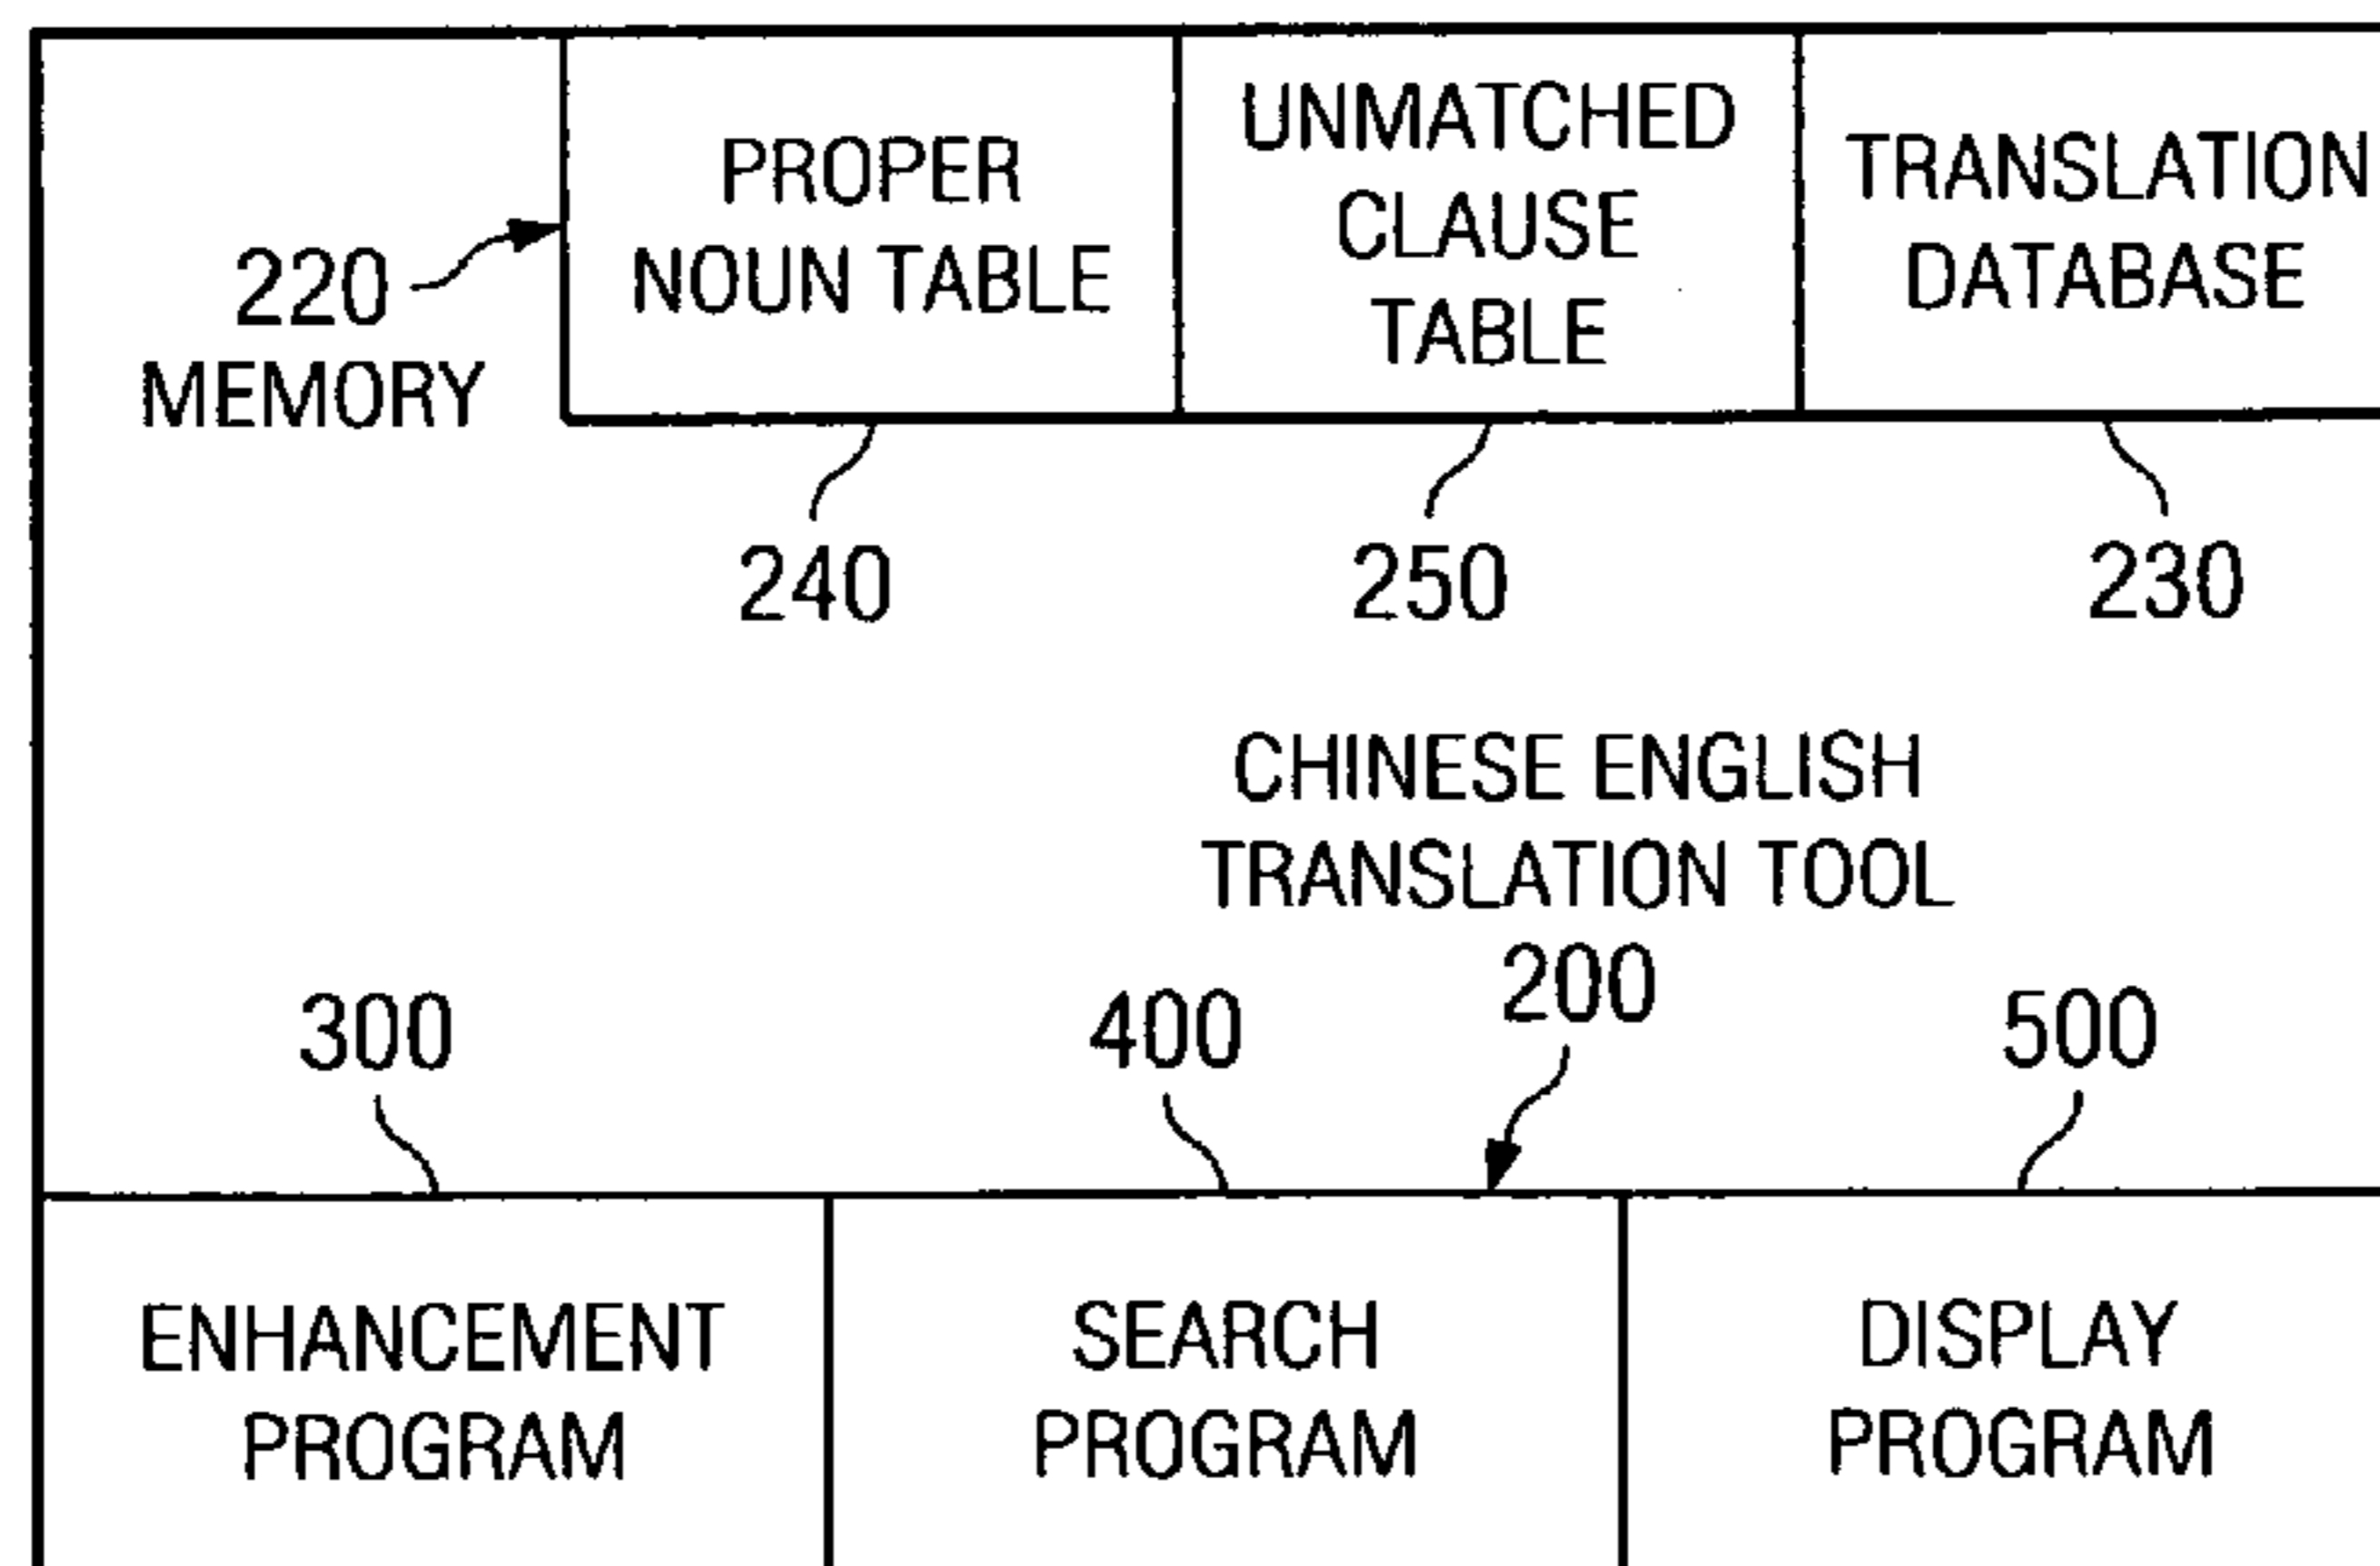 220
MEMORY
PROPER
NOUN TABLE
UNMATCHED
CLAUSE
TABLE
TRANSLATION
DATABASE
240
250
230
CHINESE ENGLISH
TRANSLATION TOOL
200
300
400
500
ENHANCEMENT
PROGRAM
SEARCH
PROGRAM
DISPLAY
PROGRAM